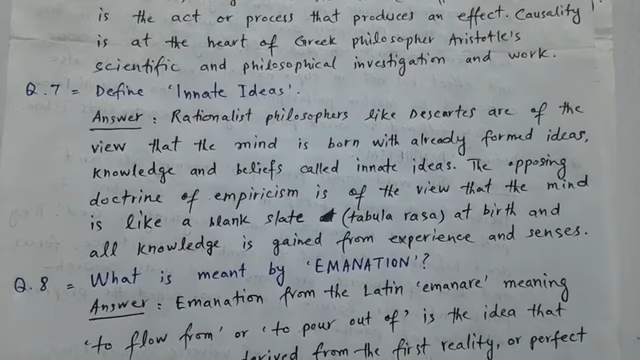 is the act or process that produces an effect. Causality
is at the heart of Greek philosopher Aristotle's
scientific and philosophical investigation and work.
Q.7 = Define 'Innate Ideas'.
Answer : Rationalist philosophers like Descartes are of the
view that the mind is born with already formed ideas,
knowledge and beliefs called innate ideas. The opposing
doctrine of empiricism is of the view that the mind
is like a blank slate (tabula rasa) at birth and
all knowledge is gained from experience and senses.
Q.8 = What is meant by 'EMANATION'?
Answer : Emanation from the Latin 'emanare' meaning
'to flow from' or 'to pour out of' is the idea that
derived from the first reality, or perfect